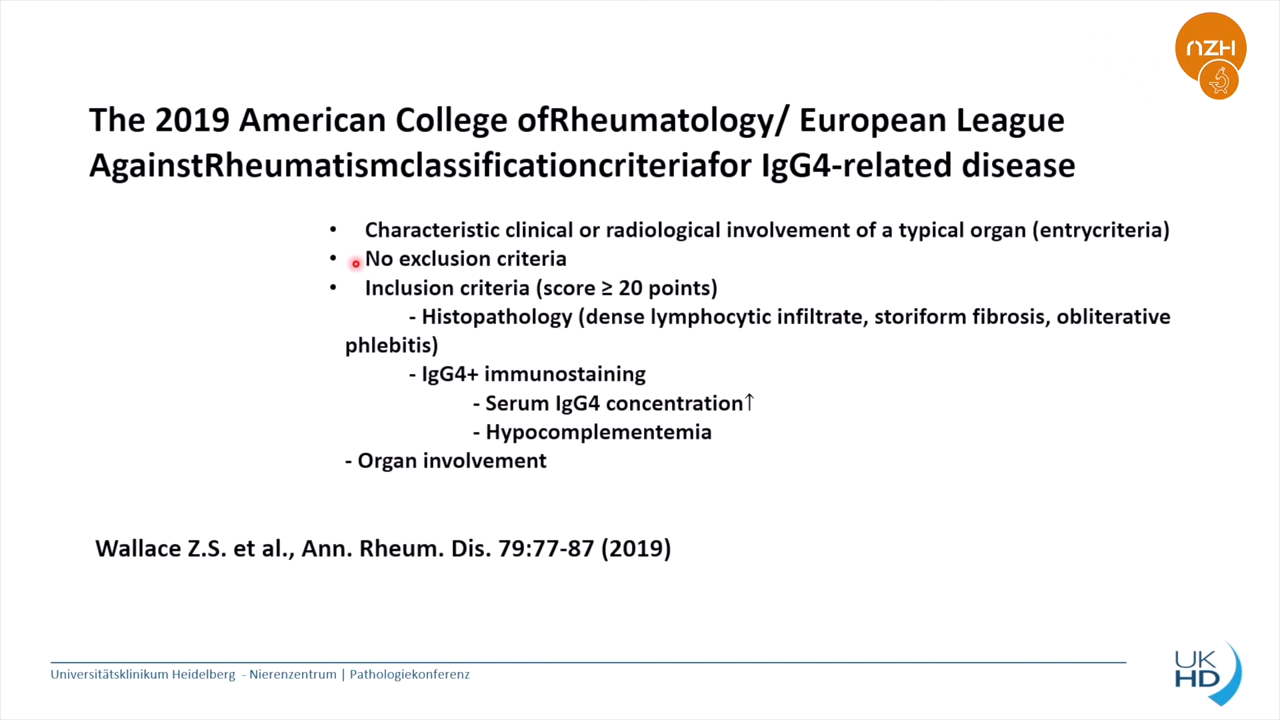 NZH
The 2019 American College ofRheumatology/ European League
AgainstRheumatismclassificationcriteriafor IgG4-related disease
• Characteristic clinical or radiological involvement of a typical organ (entrycriteria)
• No exclusion criteria
• Inclusion criteria (score ≥ 20 points)
- Histopathology (dense lymphocytic infiltrate, storiform fibrosis, obliterative
phlebitis)
- IgG4+ immunostaining
- Serum IgG4 concentration↑
- Hypocomplementemia
- Organ involvement
Wallace Z.S. et al., Ann. Rheum. Dis. 79:77-87 (2019)
Universitätsklinikum Heidelberg - Nierenzentrum | Pathologiekonferenz
UK
HD